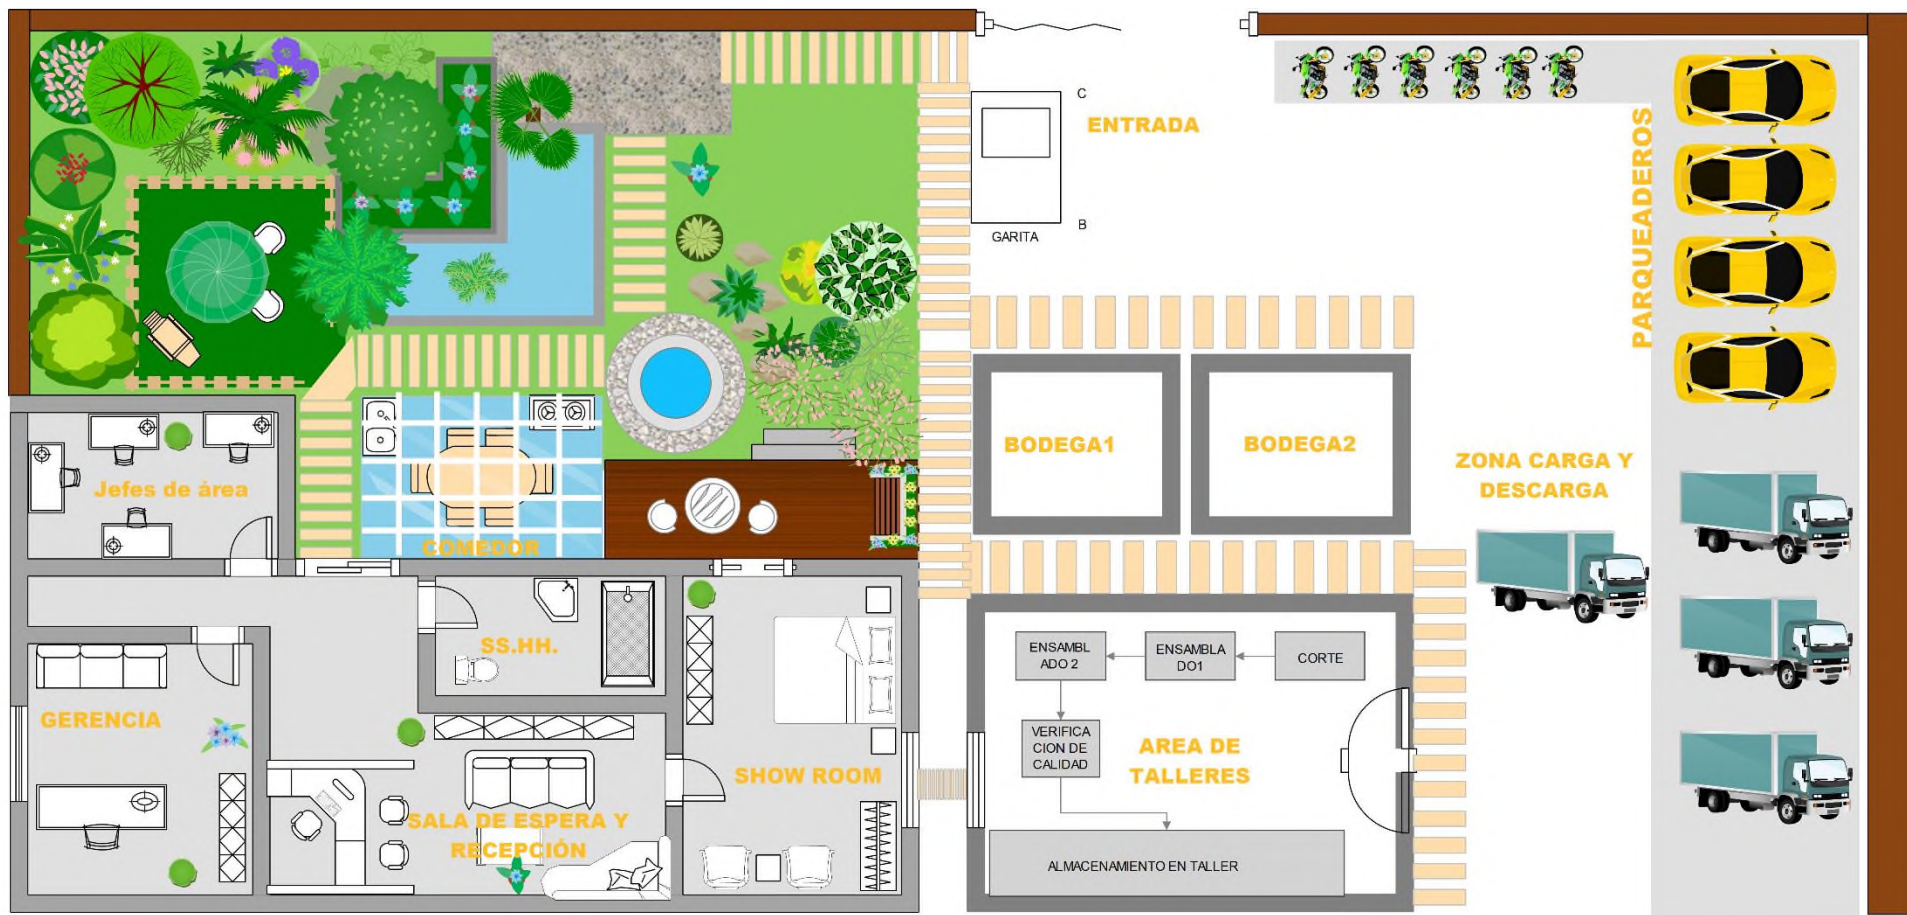 C
ENTRADA
B
GARITA
PARQUEADEROS
BODEGA1
BODEGA2
ZONA CARGA Y
DESCARGA
Jefes de área
COMEDOR
SS.HH.
GERENCIA
SALA DE ESPERA Y
RECEPCIÓN
SHOW ROOM
ENSAMBL
ADO 2
ENSAMBLA
DO1
CORTE
VERIFICA
CION DE
CALIDAD
AREA DE
TALLERES
ALMACENAMIENTO EN TALLER